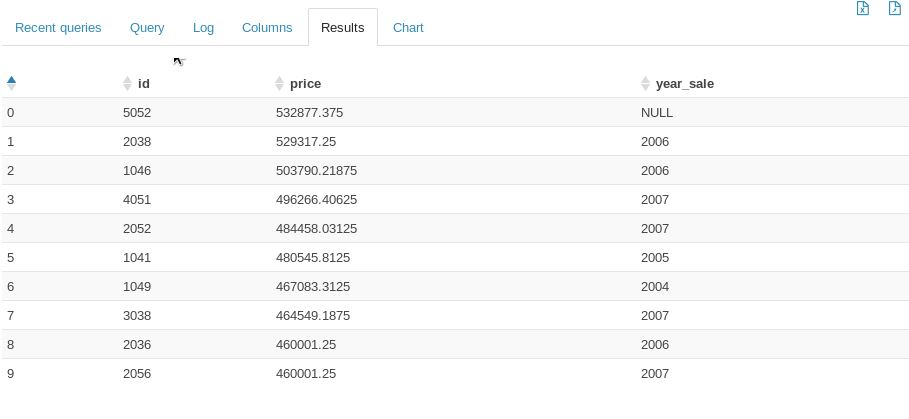 Recent queries Query Log Columns Results Chart
id price year_sale
0 5052 532877.375 NULL
1 2038 529317.25 2006
2 1046 503790.21875 2006
3 4051 496266.40625 2007
4 2052 484458.03125 2007
5 1041 480545.8125 2005
6 1049 467083.3125 2004
7 3038 464549.1875 2007
8 2036 460001.25 2006
9 2056 460001.25 2007